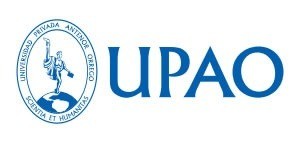 UNIVERSIDAD PRIVADA ANTENOR ORREGO
SCIENTIA ET HUMANITAS
UPAO